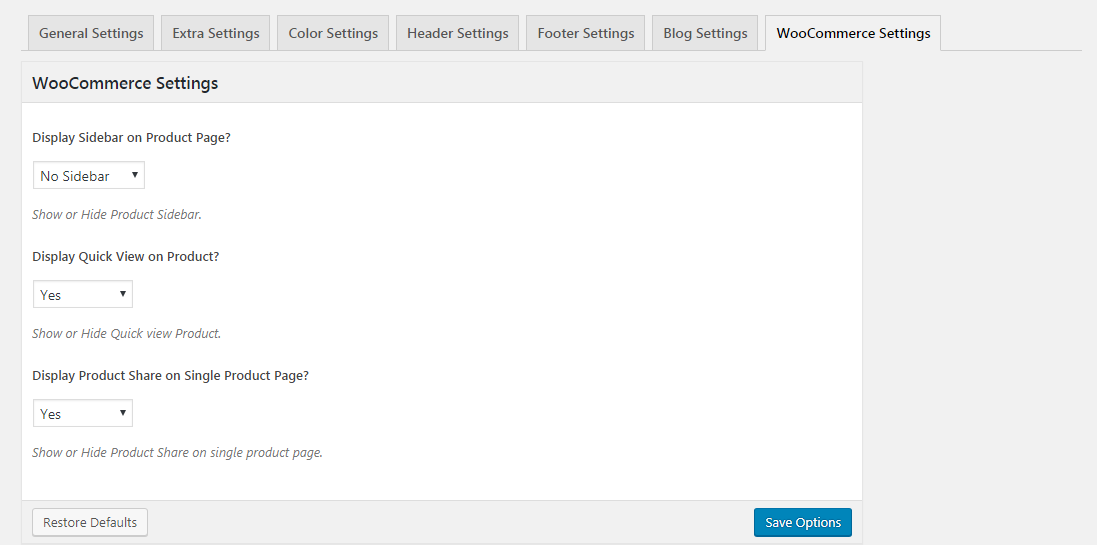 General Settings Extra Settings Color Settings Header Settings Footer Settings Blog Settings WooCommerce Settings
WooCommerce Settings
Display Sidebar on Product Page?
No Sidebar
Show or Hide Product Sidebar.
Display Quick View on Product?
Yes
Show or Hide Quick view Product.
Display Product Share on Single Product Page?
Yes
Show or Hide Product Share on single product page.
Restore Defaults Save Options